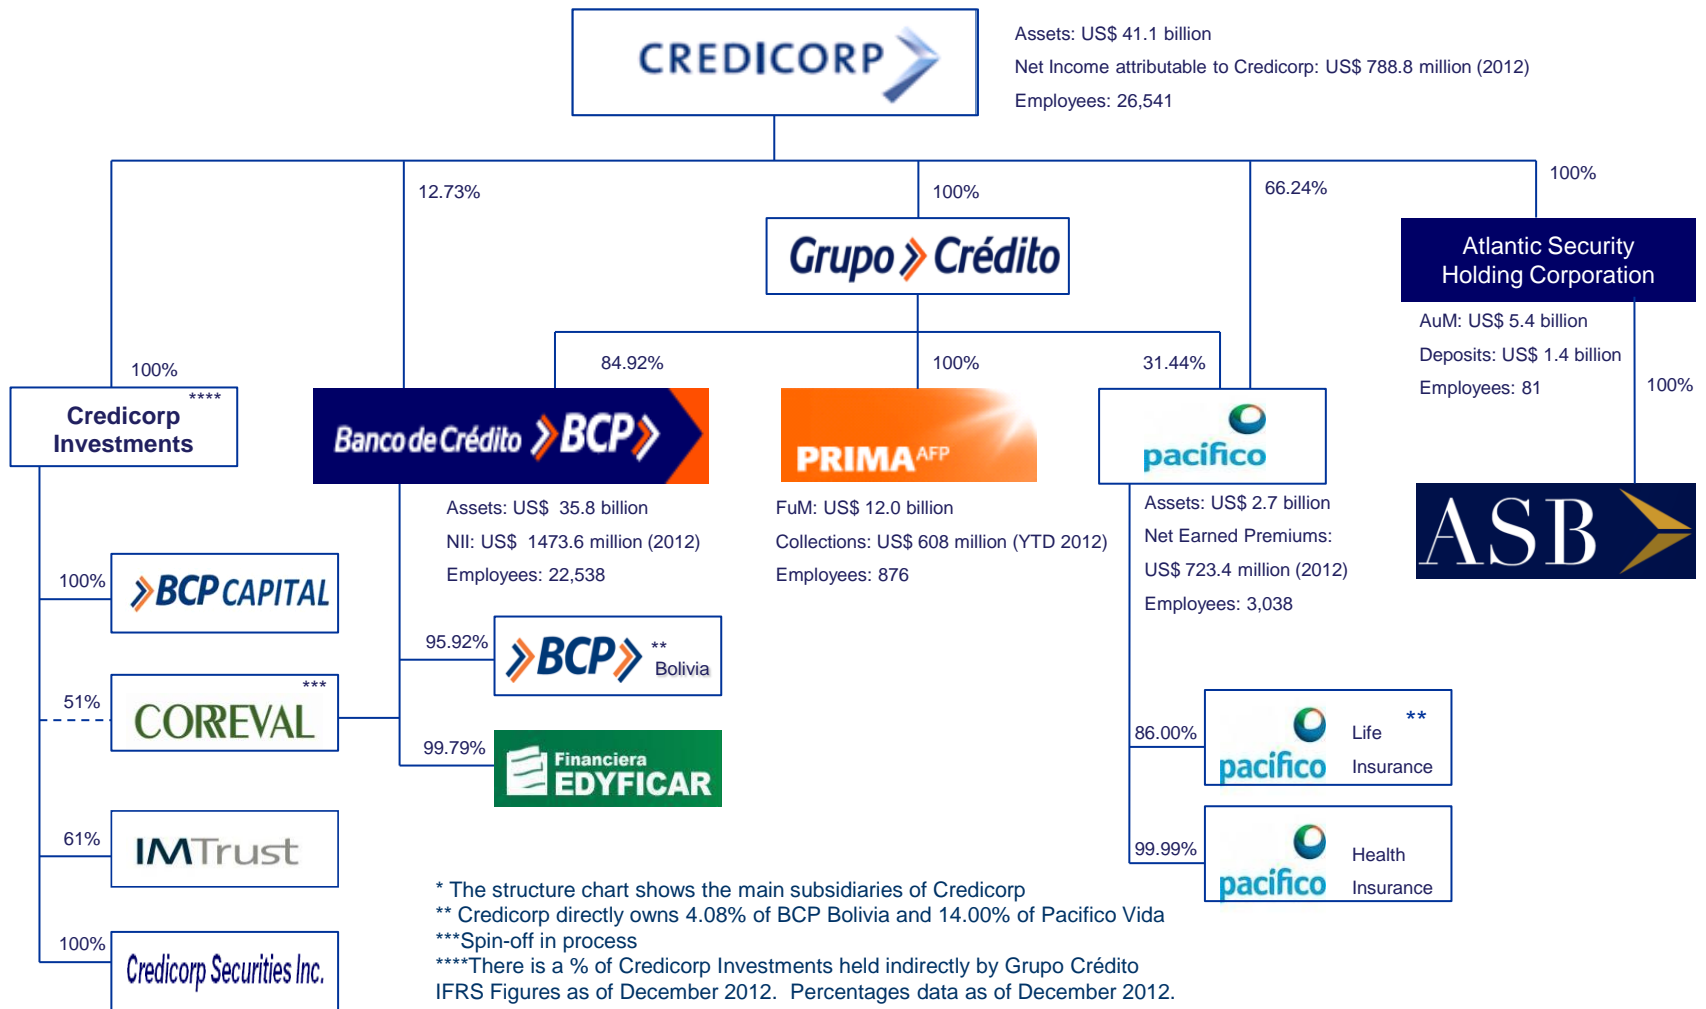 CREDICORP
Assets: US$ 41.1 billion
Net Income attributable to Credicorp: US$ 788.8 million (2012)
Employees: 26,541
12.73%
100%
66.24%
100%
Grupo Crédito
Atlantic Security
Holding Corporation
AuM: US$ 5.4 billion
Deposits: US$ 1.4 billion
Employees: 81
100%
100%
84.92%
100%
31.44%
****
Credicorp
Investments
Banco de Crédito BCP
PRIMA AFP
pacifico
ASB
Assets: US$ 35.8 billion
NII: US$ 1473.6 million (2012)
Employees: 22,538
FuM: US$ 12.0 billion
Collections: US$ 608 million (YTD 2012)
Employees: 876
Assets: US$ 2.7 billion
Net Earned Premiums:
US$ 723.4 million (2012)
Employees: 3,038
100%
BCP CAPITAL
95.92%
BCP
**
Bolivia
51%
***
CORREVAL
99.79%
Financiera
EDYFICAR
86.00%
pacifico
Life
**
Insurance
61%
IMTrust
99.99%
pacifico
Health
Insurance
100%
Credicorp Securities Inc.
* The structure chart shows the main subsidiaries of Credicorp
** Credicorp directly owns 4.08% of BCP Bolivia and 14.00% of Pacifico Vida
***Spin-off in process
****There is a % of Credicorp Investments held indirectly by Grupo Crédito
IFRS Figures as of December 2012. Percentages data as of December 2012.